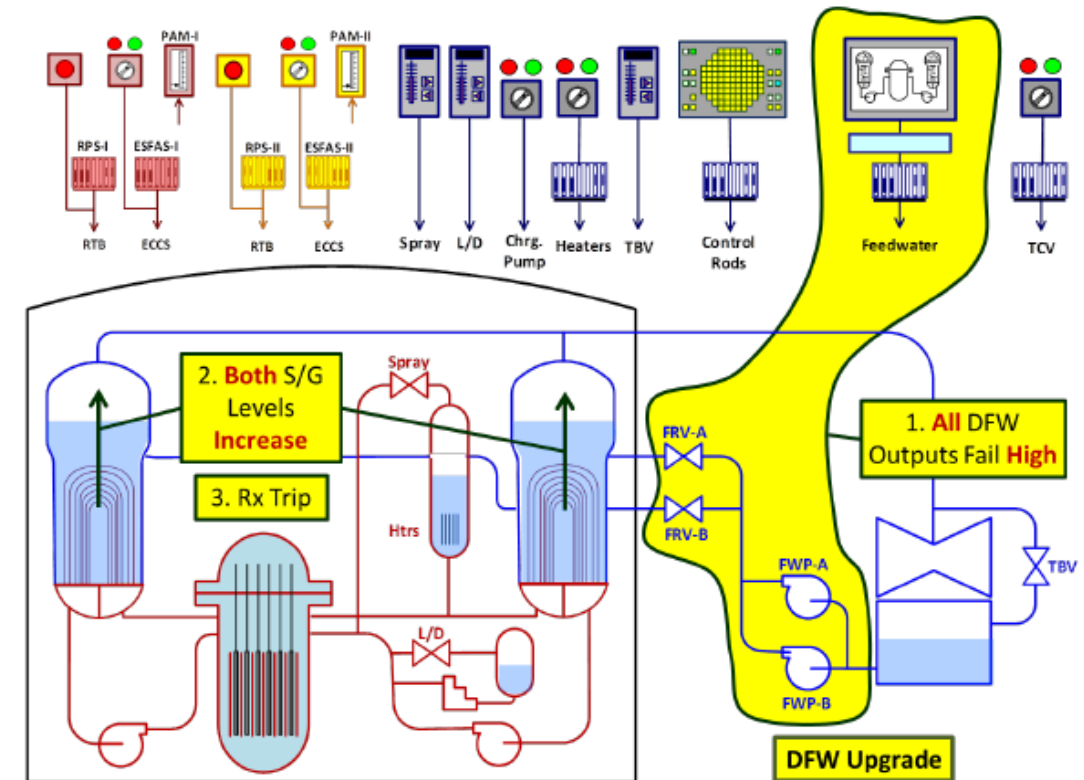 PAM-I
PAM-II
RPS-I
ESFAS-I
RPS-II
ESFAS-II
RTB
ECCS
RTB
ECCS
Spray
L/D
Chrg.
Pump
Heaters
TBV
Control
Rods
Feedwater
TCV
Spray
2. Both S/G
Levels
Increase
3. Rx Trip
Htrs
L/D
FRV-A
FRV-B
FWP-A
FWP-B
1. All DFW
Outputs Fail High
TBV
DFW Upgrade